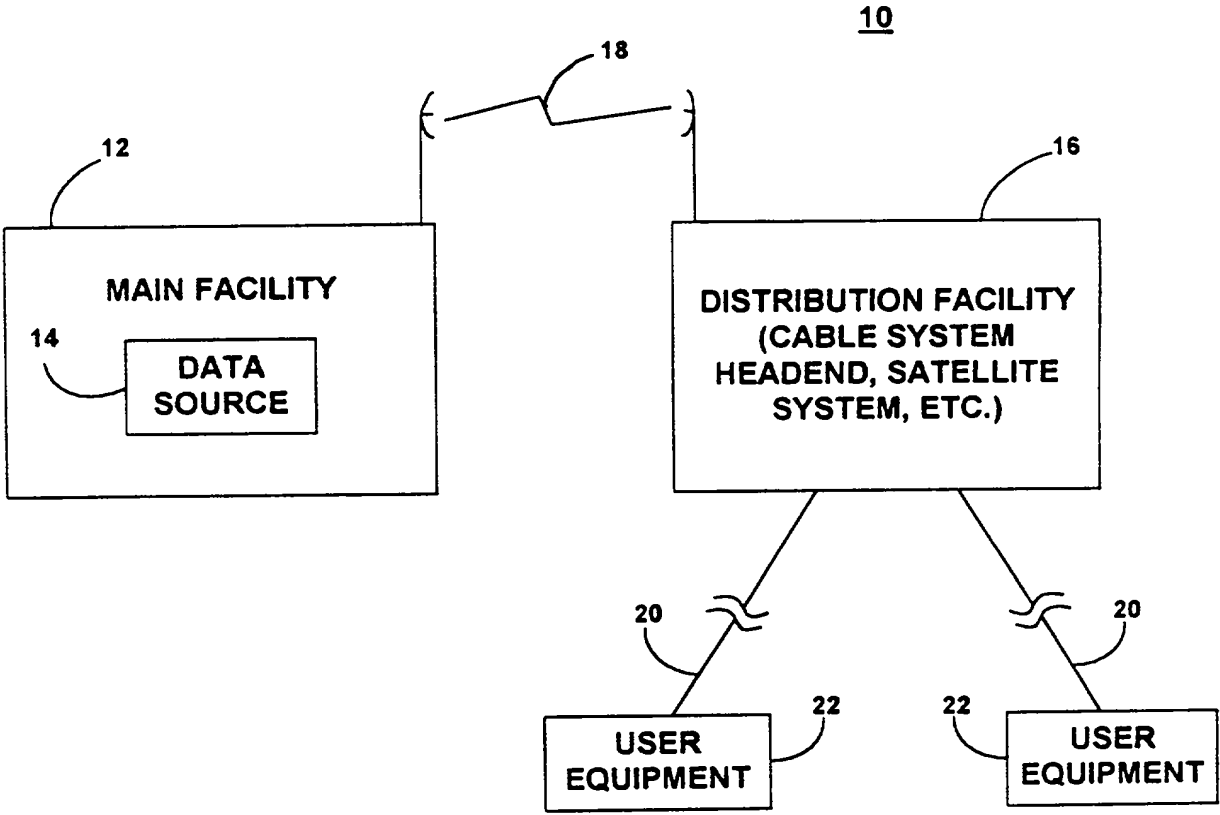 10
18
12
16
MAIN FACILITY
14
DATA
SOURCE
DISTRIBUTION FACILITY
(CABLE SYSTEM
HEADEND, SATELLITE
SYSTEM, ETC.)
20
20
22
22
USER
EQUIPMENT
USER
EQUIPMENT